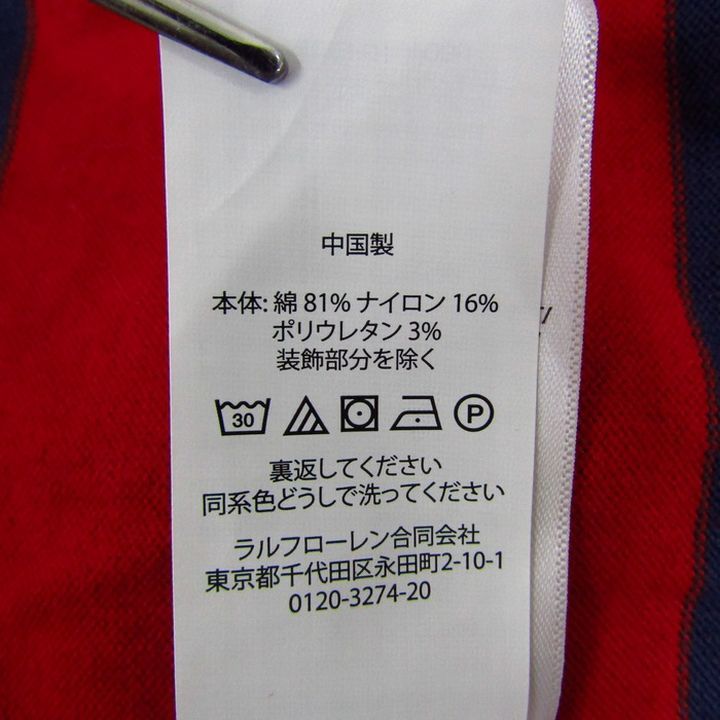 中国製
本体: 綿 81% ナイロン 16%
ポリウレタン 3%
装飾部分を除く
30 P
裏返してください
同系色どうしで洗ってください
ラルフローレン合同会社
東京都千代田区永田町2-10-1
0120-3274-20